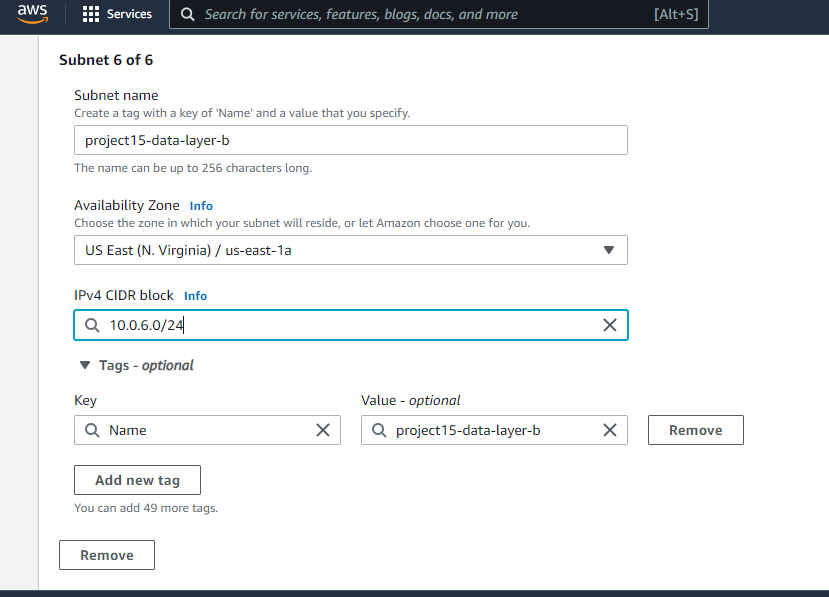 aws
Services
Search for services, features, blogs, docs, and more
[Alt+S]
Subnet 6 of 6
Subnet name
Create a tag with a key of 'Name' and a value that you specify.
project15-data-layer-b
The name can be up to 256 characters long.
Availability Zone Info
Choose the zone in which your subnet will reside, or let Amazon choose one for you.
US East (N. Virginia) / us-east-1a
IPv4 CIDR block Info
10.0.6.0/24
Tags - optional
Key
Value - optional
Name
project15-data-layer-b
Remove
Add new tag
You can add 49 more tags.
Remove